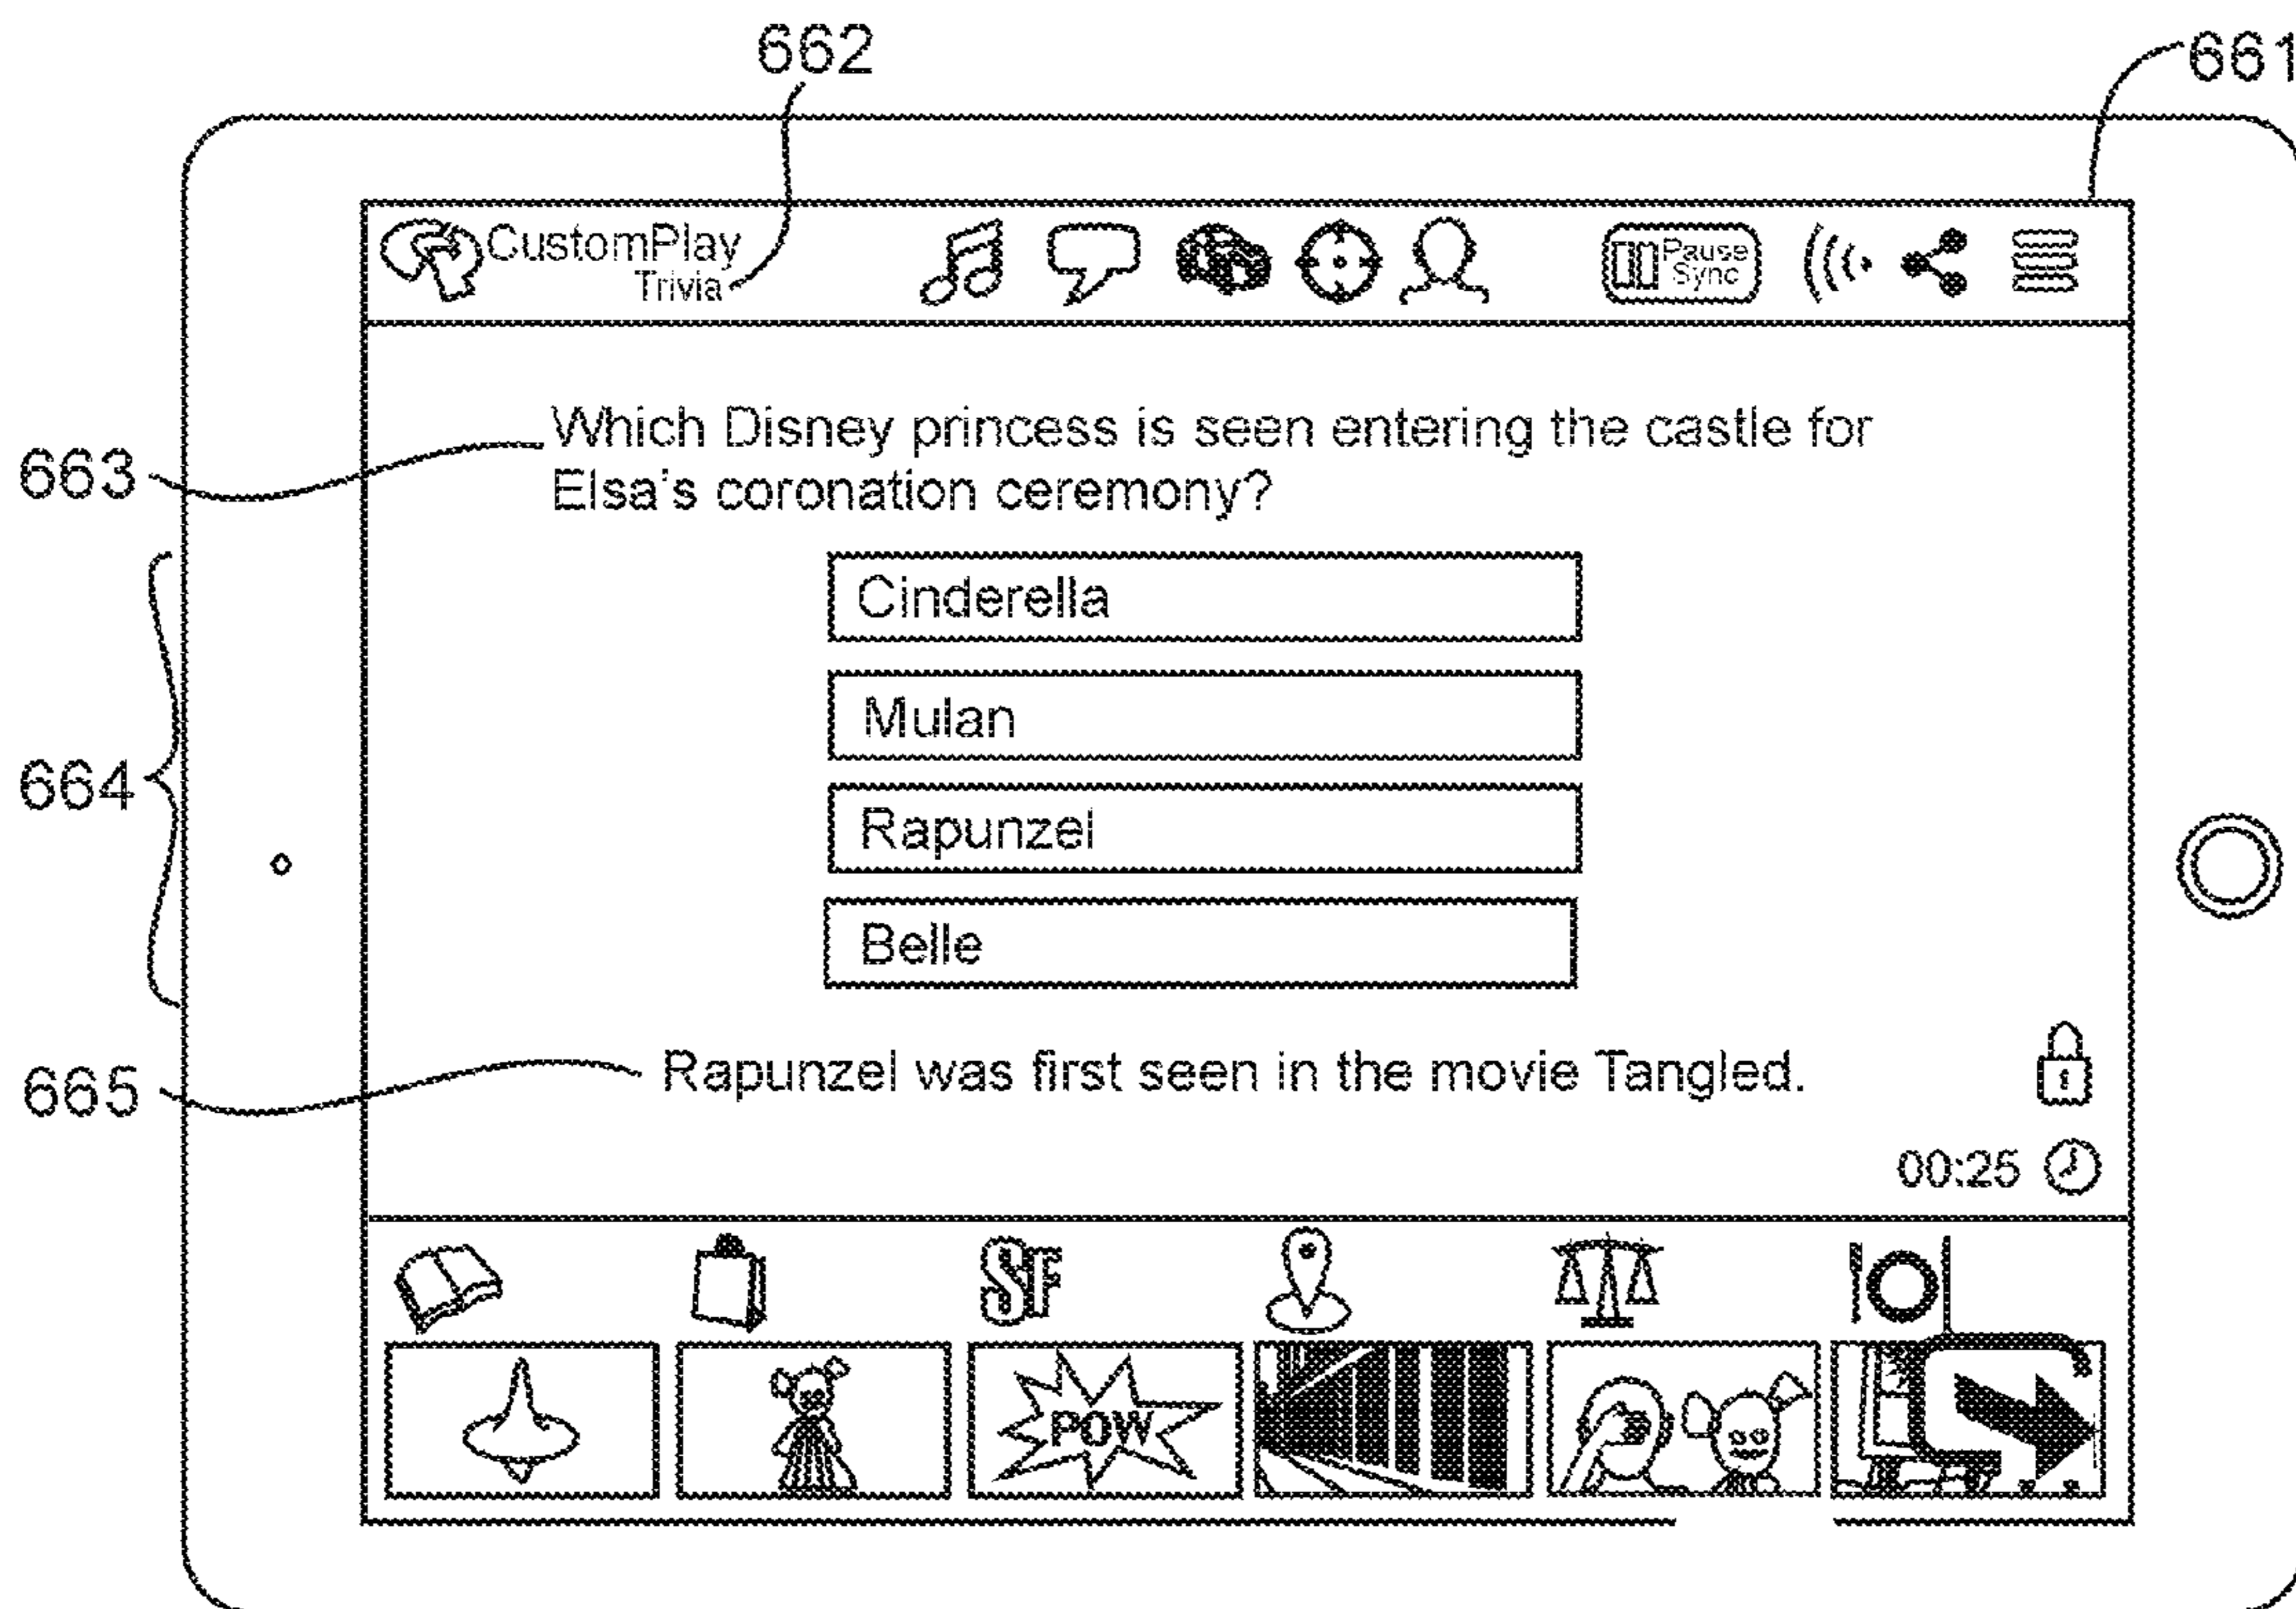 662
661
CustomPlay
Trivia
Pause
Sync
663
Which Disney princess is seen entering the castle for
Elsa's coronation ceremony?
664
Cinderella
Mulan
Rapunzel
Belle
665
Rapunzel was first seen in the movie Tangled.
00:25
SF
POW